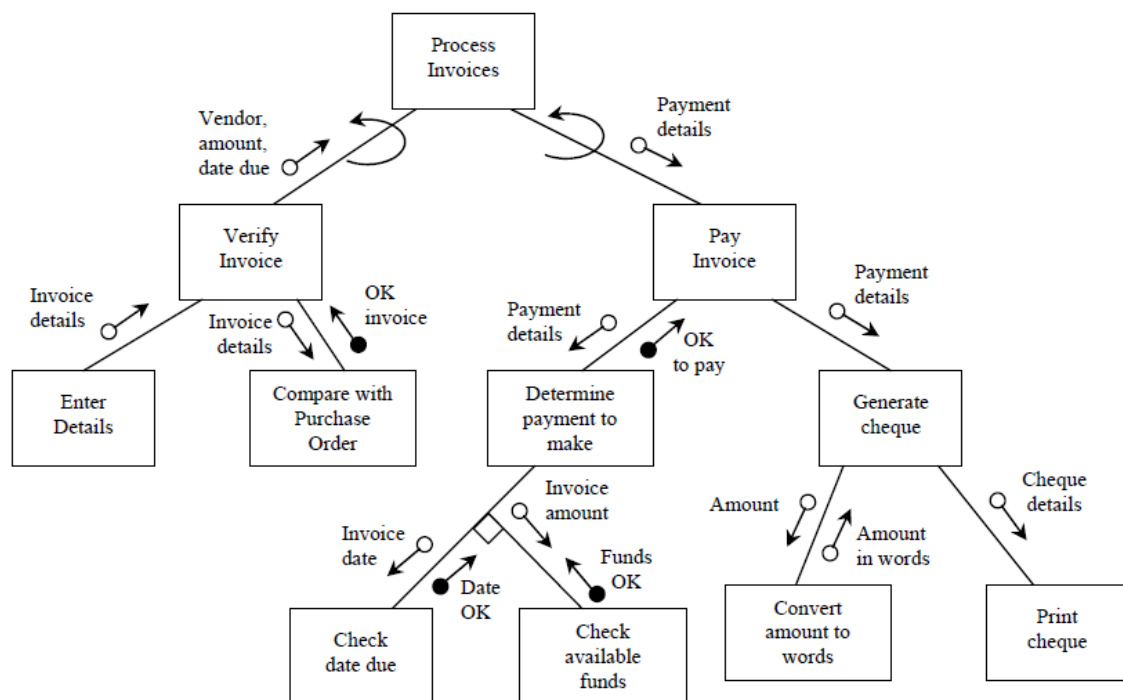 Process
Invoices
Vendor,
amount,
date due
Payment
details
Verify
Invoice
Pay
Invoice
Invoice
details
Invoice
details
OK
invoice
Payment
details
OK
to pay
Payment
details
Enter
Details
Compare with
Purchase
Order
Determine
payment to
make
Generate
cheque
Invoice
date
Date
OK
Invoice
amount
Funds
OK
Amount
Amount
in words
Cheque
details
Check
date due
Check
available
funds
Convert
amount to
words
Print
cheque